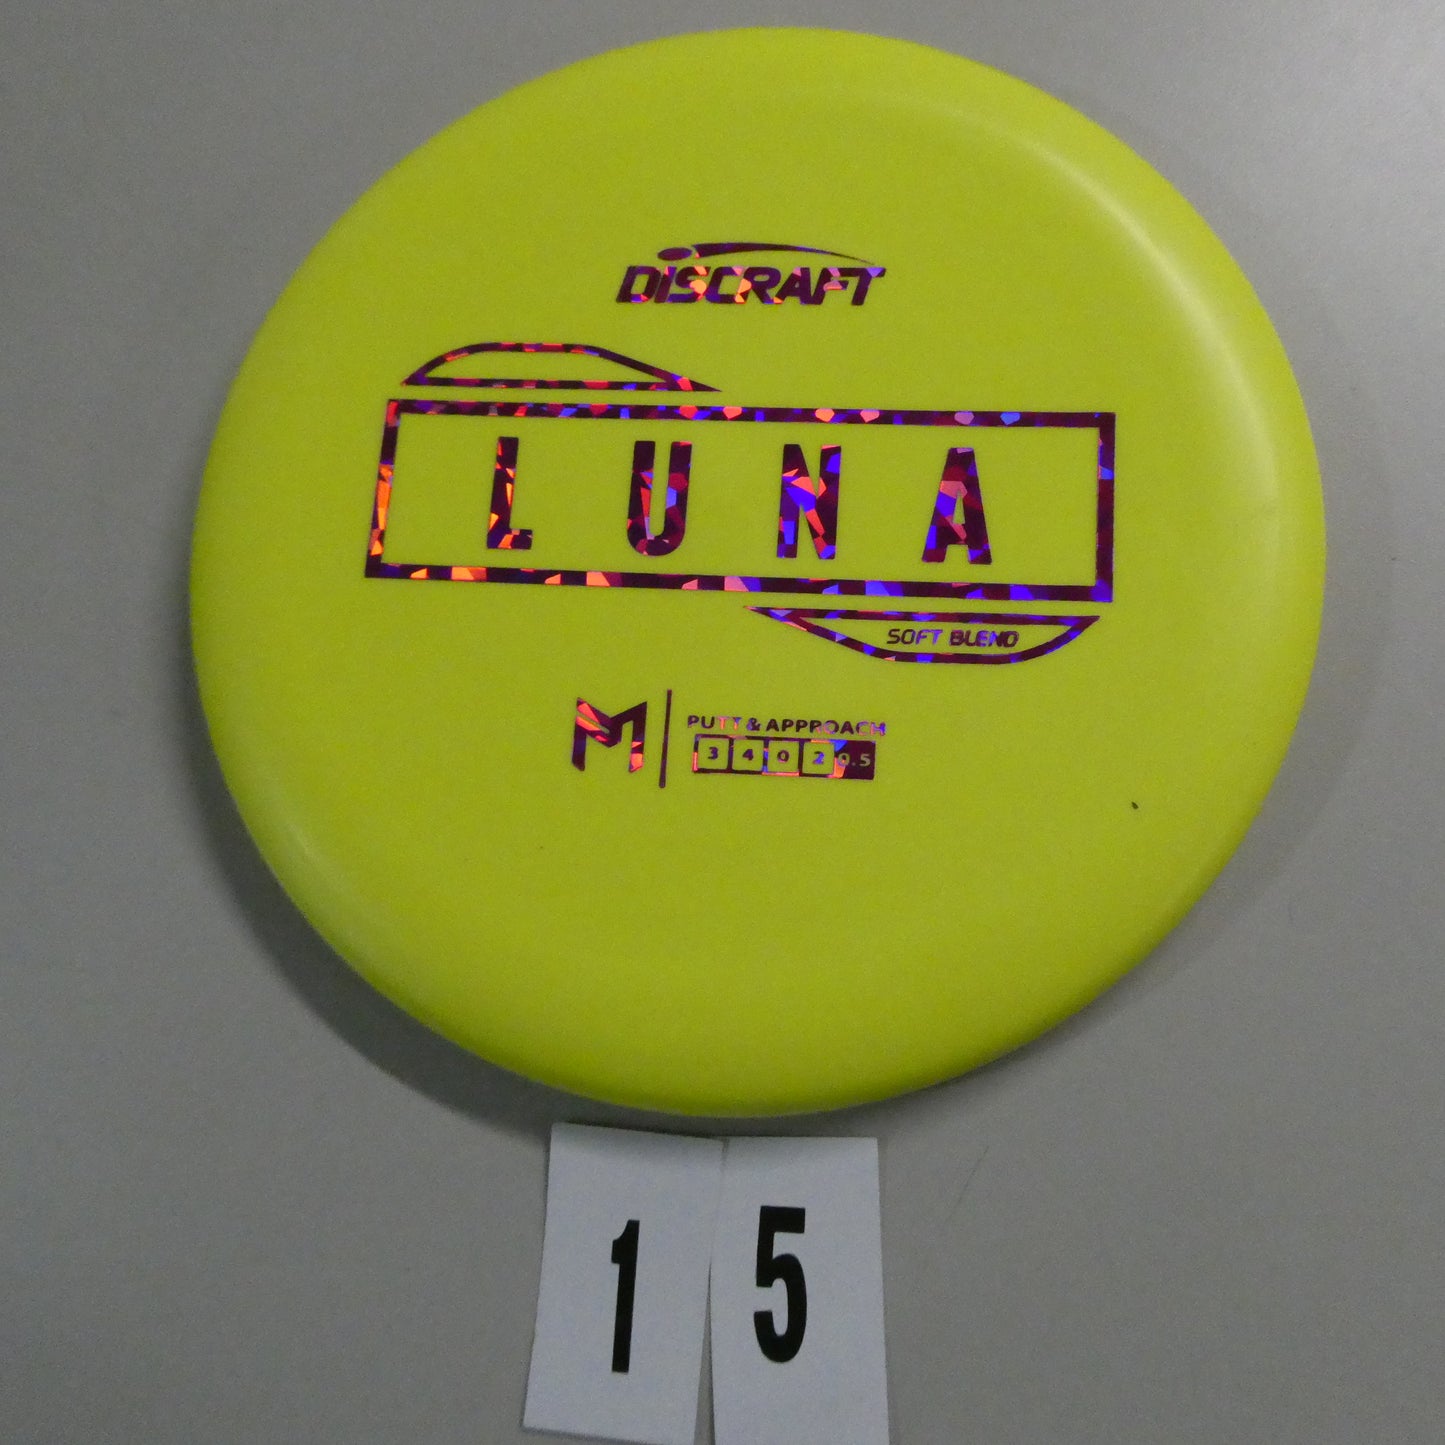 DISCRAFT
LUNA
SOFT BLEND
M
PUTT & APPROACH
3 4 0 2 0.5
1 5